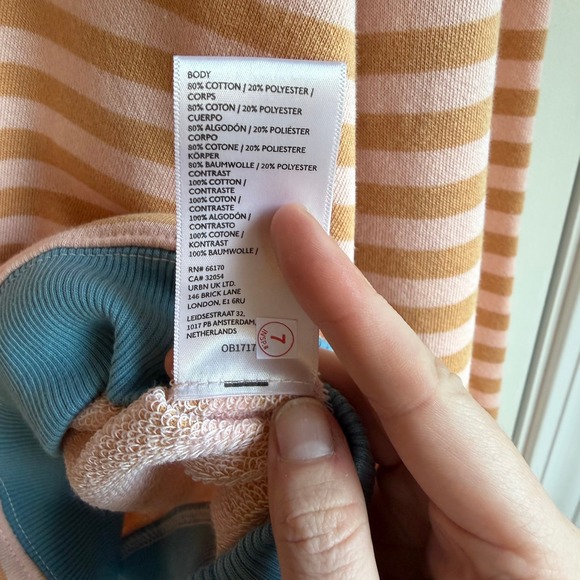 BODY
80% COTTON / 20% POLYESTER /
CORPS
80% COTON / 20% POLYESTER
CUERPO
80% ALGODÓN / 20% POLIÉSTER
CORPO
80% COTONE / 20% POLIESTERE
KÖRPER
80% BAUMWOLLE / 20% POLYESTER
CONTRAST
100% COTTON /
CONTRASTE
100% COTON /
CONTRASTE
100% ALGODÓN /
CONTRASTO
100% COTONE /
KONTRAST
100% BAUMWOLLE /
RN# 66170
CA# 32054
URBN UK LTD.
146 BRICK LANE
LONDON, E1 6RU
LEIDSESTRAAT 32,
1017 PB AMSTERDAM,
NETHERLANDS
OB1717
7